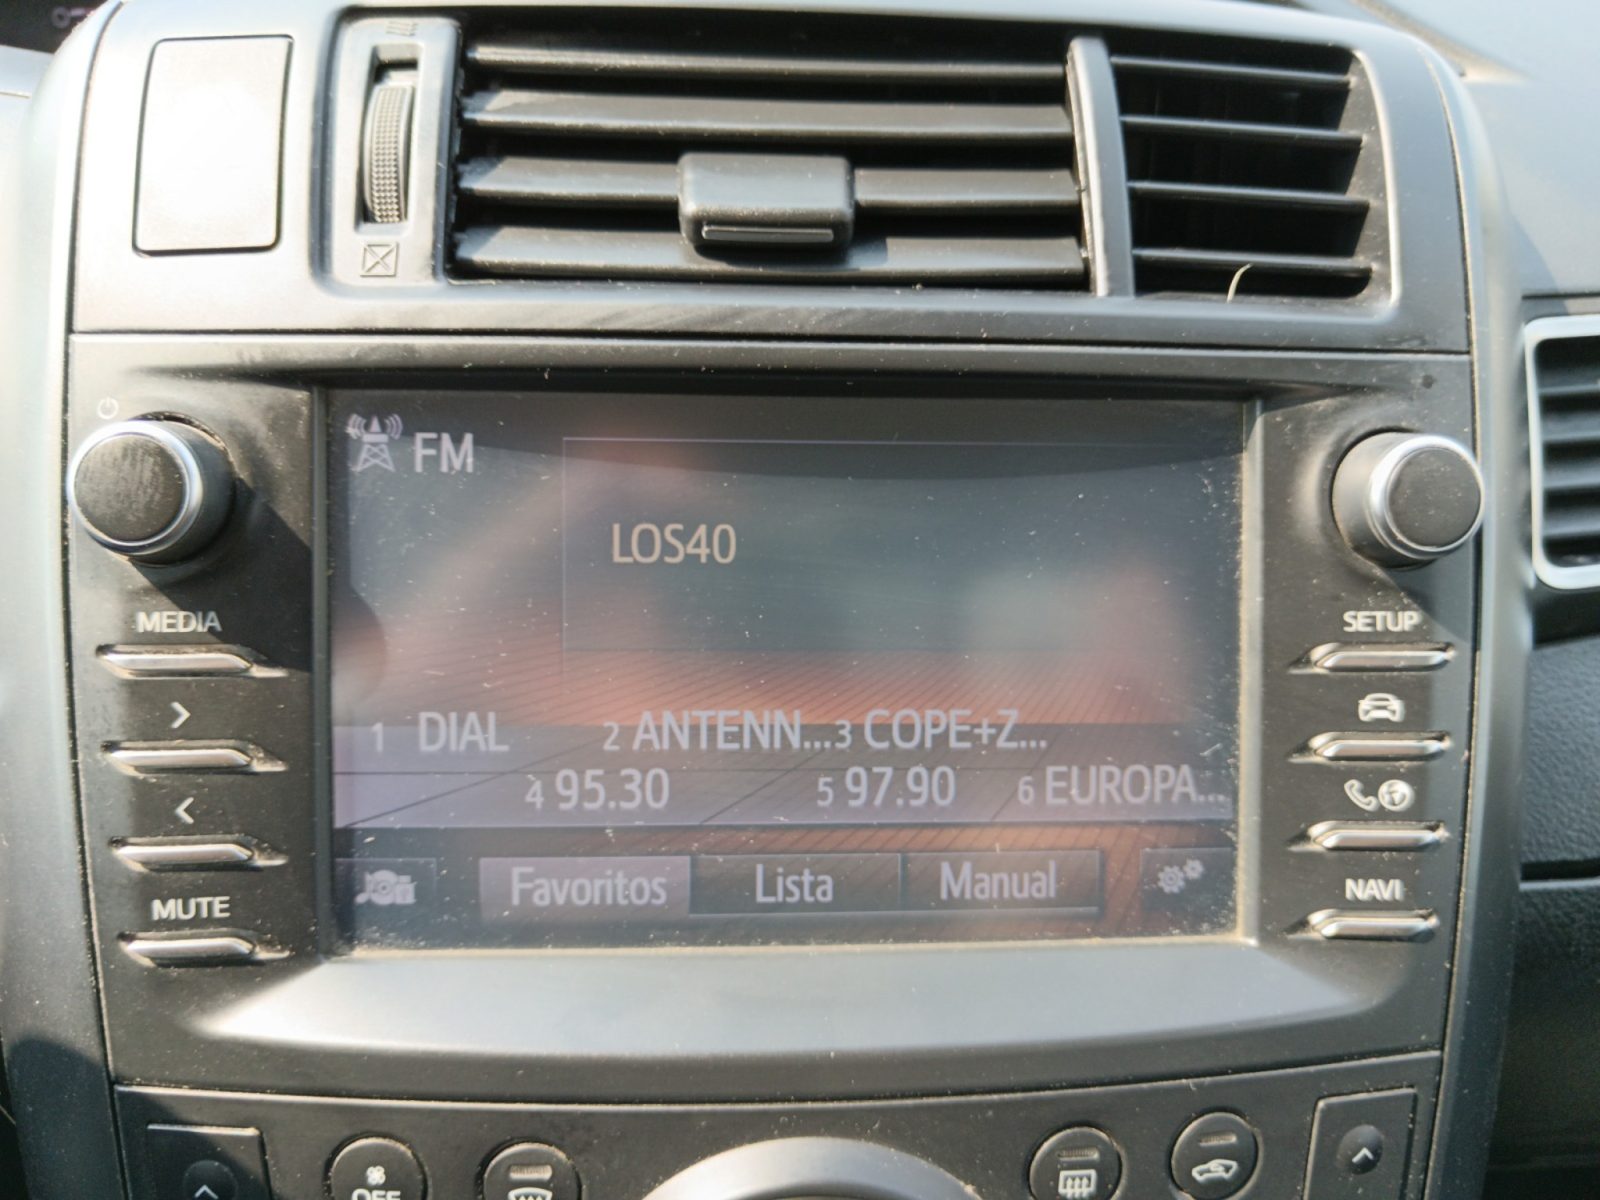 FM
LOS40
MEDIA
SETUP
1 DIAL 2 ANTENN... 3 COPE+Z...
4 95.30 5 97.90 6 EUROPA...
Favoritos Lista Manual
MUTE
NAVI
OFF